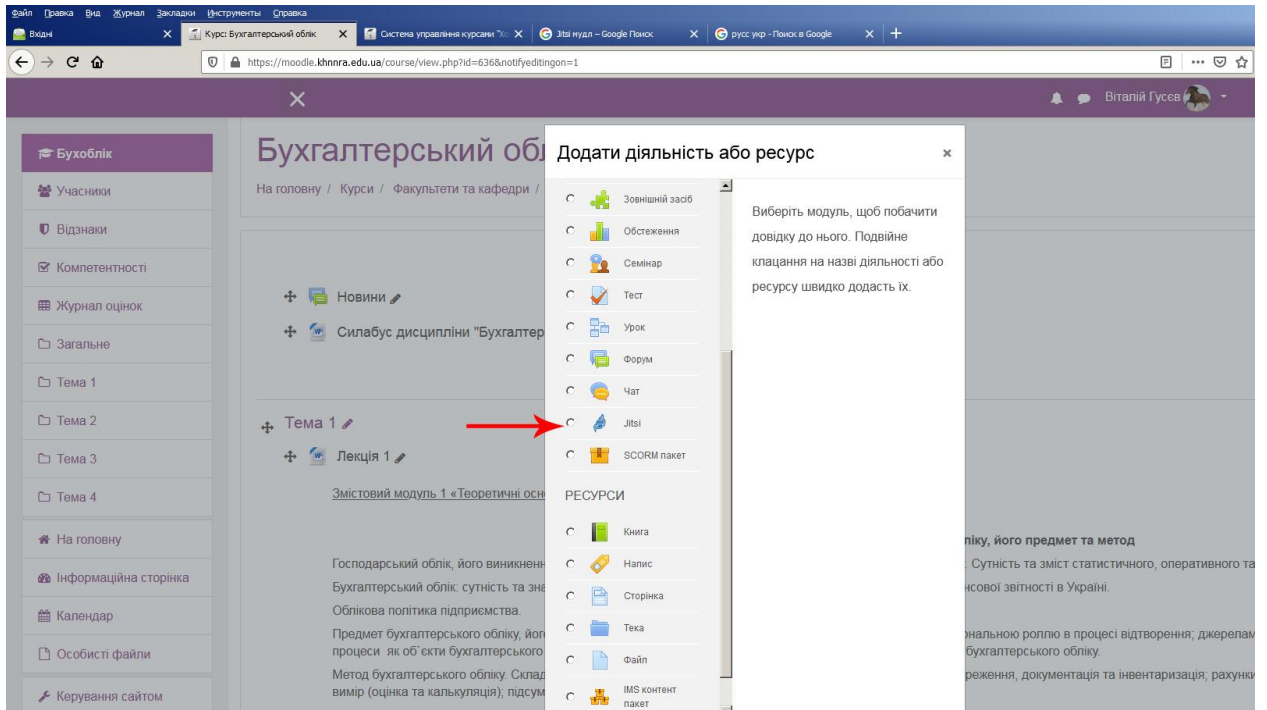 Файл Правка Вид Журнал Закладки Инструменты Справка
Вхідні
Курс: Бухгалтерський облік
Система управління курсами "Хо
Jitsi мудл – Google Поиск
русс укр - Поиск в Google
https://moodle.khnnra.edu.ua/course/view.php?id=636&notifyeditingon=1
Віталій Гусєв
Бухоблік
Учасники
Відзнаки
Компетентності
Журнал оцінок
Загальне
Тема 1
Тема 2
Тема 3
Тема 4
На головну
Інформаційна сторінка
Календар
Особисті файли
Керування сайтом
Бухгалтерський обл
На головну / Курси / Факультети та кафедри /
Новини
Силабус дисципліни "Бухгалтер
Тема 1
Лекція 1
Змістовий модуль 1 «Теоретичні осн
ліку, його предмет та метод
Господарський облік, його виникненн
. Сутність та зміст статистичного, оперативного та
Бухгалтерський облік: сутність та зна
нсової звітності в Україні.
Облікова політика підприємства.
Предмет бухгалтерського обліку, його
ональною роллю в процесі відтворення; джерелам
процеси як об`єкти бухгалтерського
бухгалтерського обліку.
Метод бухгалтерського обліку. Склад
реження, документація та інвентаризація; рахунки
вимір (оцінка та калькуляція); підсум
Додати діяльність або ресурс
Зовнішній засіб
Обстеження
Семінар
Тест
Урок
Форум
Чат
Jitsi
SCORM пакет
РЕСУРСИ
Книга
Напис
Сторінка
Тека
Файл
IMS контент
пакет
Виберіть модуль, щоб побачити
довідку до нього. Подвійне
клацання на назві діяльності або
ресурсу швидко додасть їх.